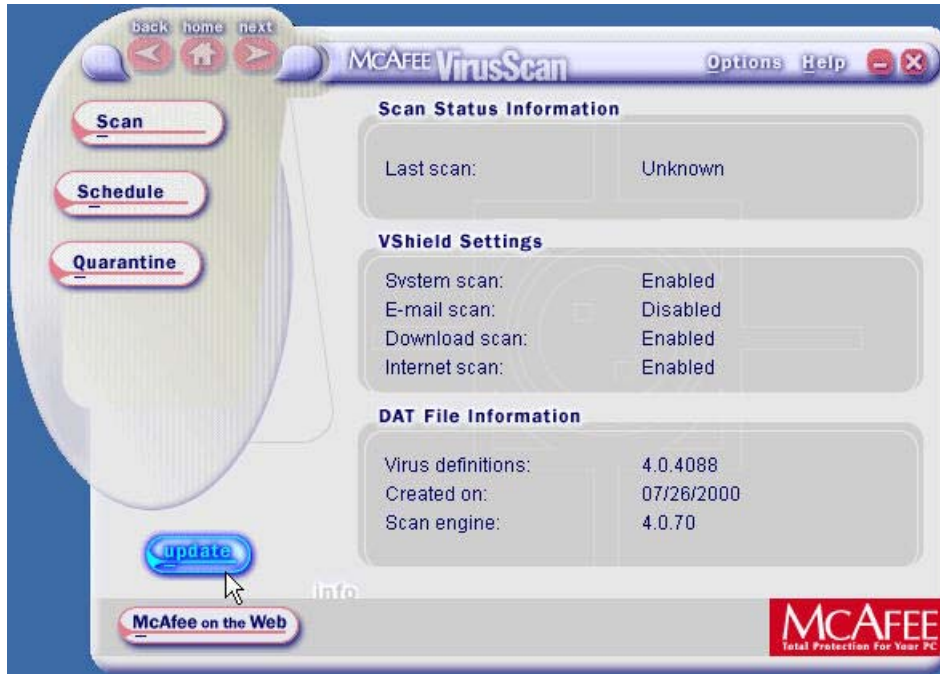 back home next
McAFEE VirusScan
Options Help
Scan
Schedule
Quarantine
Scan Status Information
Last scan: Unknown
VShield Settings
System scan: Enabled
E-mail scan: Disabled
Download scan: Enabled
Internet scan: Enabled
DAT File Information
Virus definitions: 4.0.4088
Created on: 07/26/2000
Scan engine: 4.0.70
update
info
McAfee on the Web
McAFEE
Total Protection For Your PC